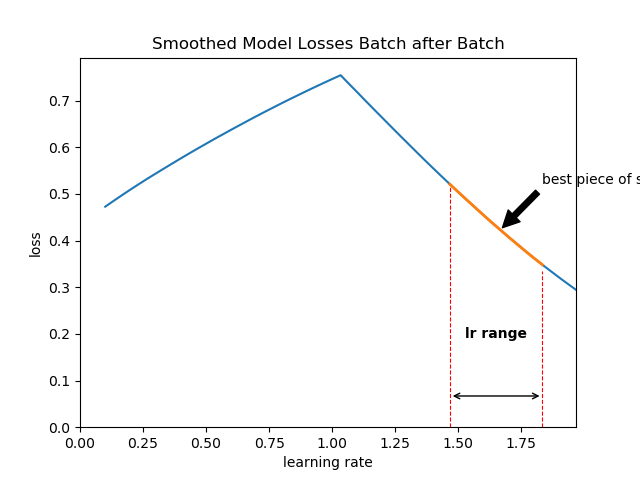 Smoothed Model Losses Batch after Batch
0.7
0.6
0.5
0.4
0.3
0.2
0.1
0.0
loss
best piece of s
lr range
0.00 0.25 0.50 0.75 1.00 1.25 1.50 1.75
learning rate